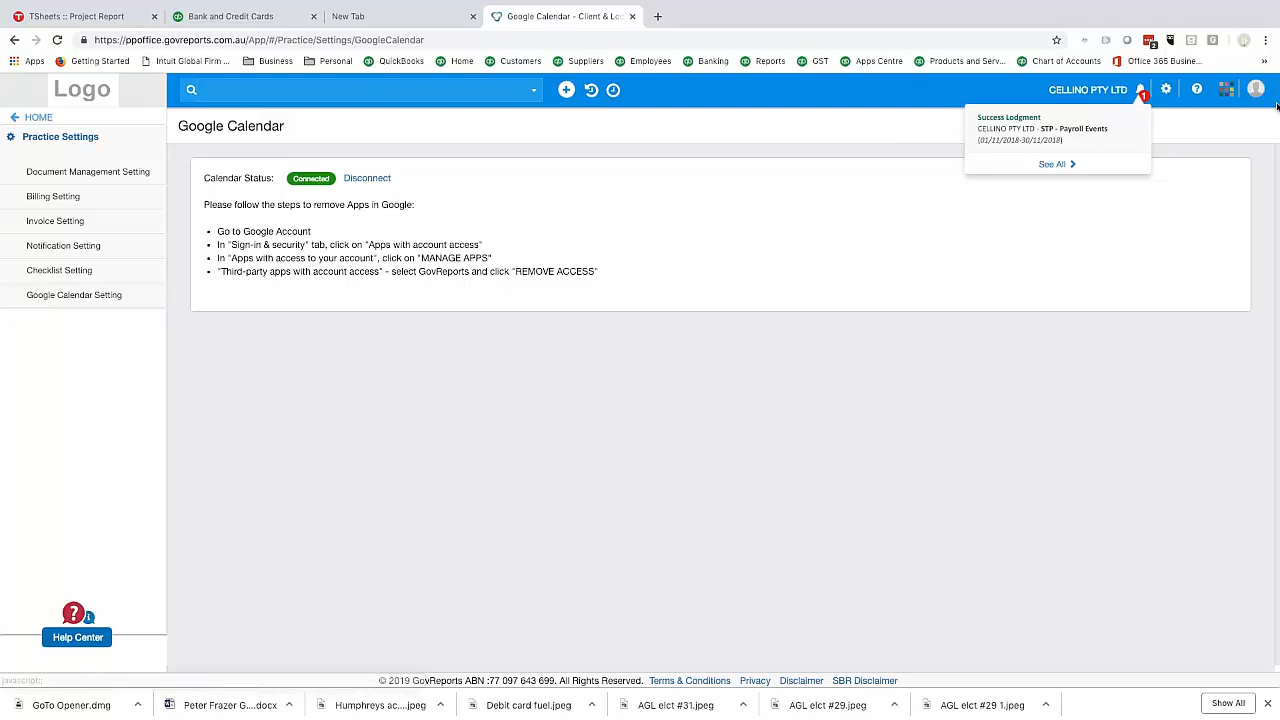 TSheets :: Project Report
Bank and Credit Cards
New Tab
Google Calendar - Client & Loc
https://ppoffice.govreports.com.au/App#/Practice/Settings/GoogleCalendar
2
Apps
Getting Started
Intuit Global Firm ...
Business
Personal
QuickBooks
Home
Customers
Suppliers
Employees
Banking
Reports
GST
Apps Centre
Products and Serv...
Chart of Accounts
Office 365 Busine...
»
Logo
CELLINO PTY LTD
1
?
HOME
Practice Settings
Document Management Setting
Billing Setting
Invoice Setting
Notification Setting
Checklist Setting
Google Calendar Setting
Google Calendar
Success Lodgment
CELLINO PTY LTD - STP - Payroll Events
(01/11/2018-30/11/2018)
See All
Calendar Status: Connected Disconnect
Please follow the steps to remove Apps in Google:
• Go to Google Account
• In "Sign-in & security" tab, click on "Apps with account access"
• In "Apps with access to your account", click on "MANAGE APPS"
• "Third-party apps with account access" - select GovReports and click "REMOVE ACCESS"
?
i
Help Center
javascript:;
© 2019 GovReports ABN :77 097 643 699. All Rights Reserved. Terms & Conditions Privacy Disclaimer SBR Disclaimer
GoTo Opener.dmg
Peter Frazer G....docx
Humphreys ac....jpeg
Debit card fuel.jpeg
AGL elct #31.jpeg
AGL elct #29.jpeg
AGL elct #29 1.jpeg
Show All